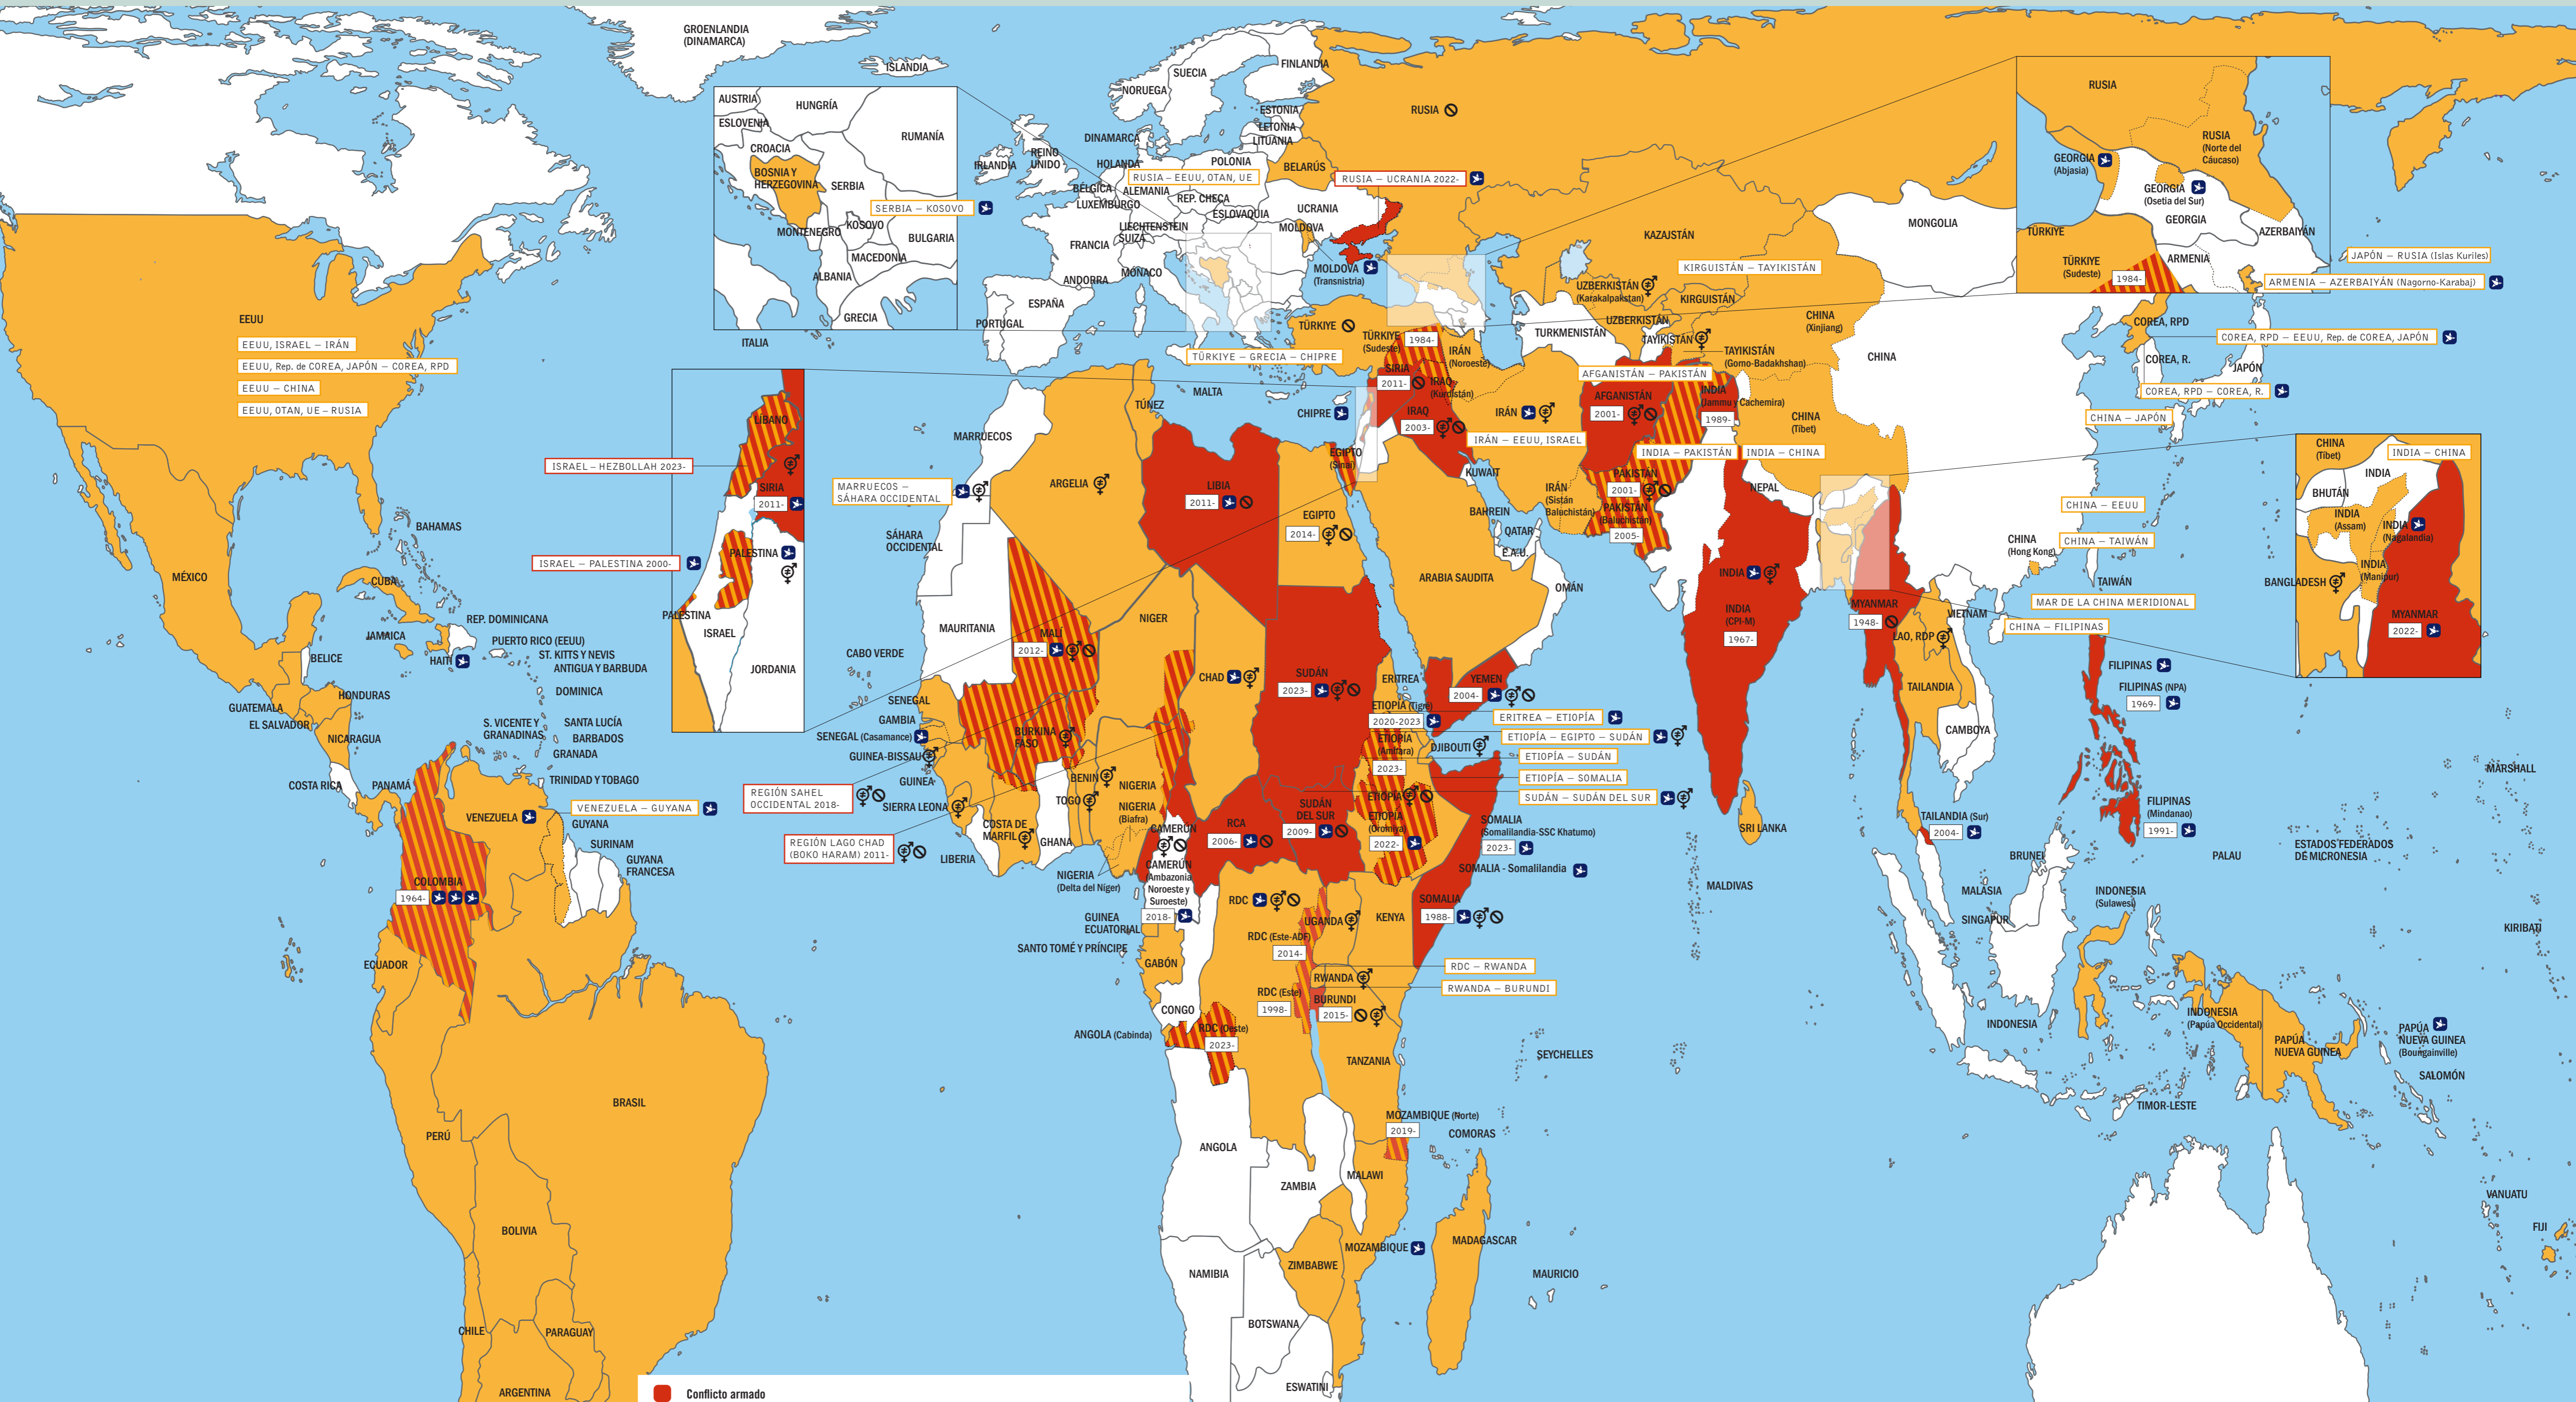 GROENLANDIA
(DINAMARCA)
ISLANDIA
SUECIA
FINLANDIA
NORUEGA
ESTONIA
LETONIA
LITUANIA
DINAMARCA
IRLANDIA
REINO
UNIDO
HOLANDA
POLONIA
BELARÚS
RUSIA
BÉLGICA
ALEMANIA
LUXEMBURGO
REP. CHECA
ESLOVAQUIA
UCRANIA
LIECHTENSTEIN
SUIZA
MOLDOVA
FRANCIA
MÓNACO
ANDORRA
ESPAÑA
PORTUGAL
ITALIA
MALTA
RUSIA – EEUU, OTAN, UE
RUSIA – UCRANIA 2022-
MOLDOVA
(Transnistria)
AUSTRIA
HUNGRÍA
ESLOVENIA
RUMANÍA
CROACIA
BOSNIA Y
HERZEGOVINA
SERBIA
SERBIA – KOSOVO
MONTENEGRO
KOSOVO
BULGARIA
MACEDONIA
ALBANIA
GRECIA
RUSIA
RUSIA
(Norte del
Cáucaso)
GEORGIA
(Abjasia)
GEORGIA
(Osetia del Sur)
GEORGIA
TÜRKIYE
AZERBAIYÁN
TÜRKIYE
(Sudeste)
ARMENIA
1984-
JAPÓN – RUSIA (Islas Kuriles)
ARMENIA – AZERBAIYÁN (Nagorno-Karabaj)
EEUU
EEUU, ISRAEL – IRÁN
EEUU, Rep. de COREA, JAPÓN – COREA, RPD
EEUU – CHINA
EEUU, OTAN, UE – RUSIA
MÉXICO
BAHAMAS
CUBA
REP. DOMINICANA
JAMAICA
PUERTO RICO (EEUU)
ST. KITTS Y NEVIS
ANTIGUA Y BARBUDA
HAITÍ
BELICE
DOMINICA
HONDURAS
GUATEMALA
EL SALVADOR
S. VICENTE Y
GRANADINAS
SANTA LUCÍA
BARBADOS
GRANADA
NICARAGUA
TRINIDAD Y TOBAGO
COSTA RICA
PANAMÁ
VENEZUELA
VENEZUELA – GUYANA
GUYANA
SURINAM
GUYANA
FRANCESA
COLOMBIA
1964-
ECUADOR
PERÚ
BRASIL
BOLIVIA
CHILE
PARAGUAY
ARGENTINA
LÍBANO
ISRAEL – HEZBOLLAH 2023-
SIRIA
2011-
ISRAEL – PALESTINA 2000-
PALESTINA
PALESTINA
ISRAEL
JORDANIA
TÜRKIYE
TÜRKIYE – GRECIA – CHIPRE
TÜRKIYE
(Sudeste)
1984-
IRÁN
(Noroeste)
SIRIA
2011-
IRAQ
(Kurdistán)
CHIPRE
IRAQ
2003-
IRÁN
IRÁN – EEUU, ISRAEL
KUWAIT
BAHREIN
QATAR
E.A.U.
OMÁN
ARABIA SAUDITA
YEMEN
2004-
IRÁN
(Sistán
Baluchistán)
KAZAJSTÁN
MONGOLIA
KIRGUISTÁN – TAYIKISTÁN
UZBERKISTÁN
(Karakalpakstan)
KIRGUISTÁN
UZBERKISTÁN
TURKMENISTÁN
TAYIKISTÁN
TAYIKISTÁN
(Gorno-Badakhshan)
AFGANISTÁN – PAKISTÁN
AFGANISTÁN
2001-
INDIA
(Jammu y Cachemira)
1989-
INDIA – PAKISTÁN
INDIA – CHINA
PAKISTÁN
2001-
PAKISTÁN
(Baluchistán)
2005-
NEPAL
INDIA
INDIA
(CPI-M)
1967-
SRI LANKA
MALDIVAS
CHINA
(Xinjiang)
CHINA
CHINA
(Tíbet)
COREA, RPD
COREA, RPD – EEUU, Rep. de COREA, JAPÓN
COREA, R.
JAPÓN
COREA, RPD – COREA, R.
CHINA – JAPÓN
CHINA – EEUU
CHINA
(Hong Kong)
CHINA – TAIWÁN
TAIWÁN
MAR DE LA CHINA MERIDIONAL
CHINA – FILIPINAS
CHINA
(Tíbet)
INDIA – CHINA
INDIA
BHUTÁN
INDIA
(Assam)
INDIA
(Nagalandia)
INDIA
(Manipur)
BANGLADESH
MYANMAR
2022-
MYANMAR
1948-
VIETNAM
LAO, RDP
TAILANDIA
CAMBOYA
TAILANDIA (Sur)
2004-
FILIPINAS
FILIPINAS (NPA)
1969-
FILIPINAS
(Mindanao)
1991-
BRUNEI
MALASIA
SINGAPUR
INDONESIA
(Sulawesi)
INDONESIA
INDONESIA
(Papúa Occidental)
PAPÚA
NUEVA GUINEA
PAPÚA
NUEVA GUINEA
(Bougainville)
TIMOR-LESTE
SALOMÓN
PALAU
ESTADOS FEDERADOS
DE MICRONESIA
MARSHALL
KIRIBATI
VANUATU
FIJI
TÚNEZ
MARRUECOS
MARRUECOS –
SÁHARA OCCIDENTAL
ARGELIA
LIBIA
2011-
EGIPTO
(Sinaí)
EGIPTO
2014-
SÁHARA
OCCIDENTAL
MAURITANIA
MALÍ
2012-
NIGER
CHAD
SUDÁN
2023-
ERITREA
CABO VERDE
SENEGAL
GAMBIA
SENEGAL (Casamance)
GUINEA-BISSAU
GUINEA
BURKINA
FASO
REGIÓN SAHEL
OCCIDENTAL 2018-
SIERRA LEONA
COSTA DE
MARFIL
LIBERIA
GHANA
TOGO
BENIN
NIGERIA
NIGERIA
(Biafra)
NIGERIA
(Delta del Níger)
REGIÓN LAGO CHAD
(BOKO HARAM) 2011-
CAMERÚN
CAMERÚN
(Ambazonia
Noroeste y
Suroeste)
2018-
RCA
2006-
SUDÁN
DEL SUR
2009-
ETIOPÍA (Tigré)
2020-2023
ETIOPÍA
(Amhara)
2023-
ETIOPÍA
ETIOPÍA
(Oromiya)
2022-
DJIBOUTI
ERITREA – ETIOPÍA
ETIOPÍA – EGIPTO – SUDÁN
ETIOPÍA – SUDÁN
ETIOPÍA – SOMALIA
SUDÁN – SUDÁN DEL SUR
SOMALIA
(Somalilandia-SSC Khatumo)
2023-
SOMALIA - Somalilandia
SOMALIA
1988-
GUINEA
ECUATORIAL
SANTO TOMÉ Y PRÍNCIPE
GABÓN
CONGO
RDC
RDC (Este-ADF)
2014-
UGANDA
KENYA
RWANDA
RDC – RWANDA
RWANDA – BURUNDI
RDC (Este)
1998-
BURUNDI
2015-
ANGOLA (Cabinda)
RDC (Oeste)
2023-
TANZANIA
SEYCHELLES
MOZAMBIQUE (Norte)
2019-
COMORAS
ANGOLA
ZAMBIA
MALAWI
MOZAMBIQUE
MADAGASCAR
ZIMBABWE
NAMIBIA
MAURICIO
BOTSWANA
ESWATINI
Conflicto armado